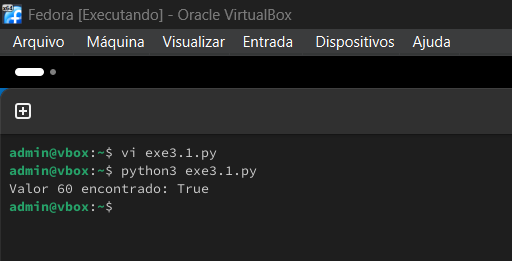 x64
Fedora [Executando] - Oracle VirtualBox
Arquivo Máquina Visualizar Entrada Dispositivos Ajuda
admin@vbox:~$ vi exe3.1.py
admin@vbox:~$ python3 exe3.1.py
Valor 60 encontrado: True
admin@vbox:~$